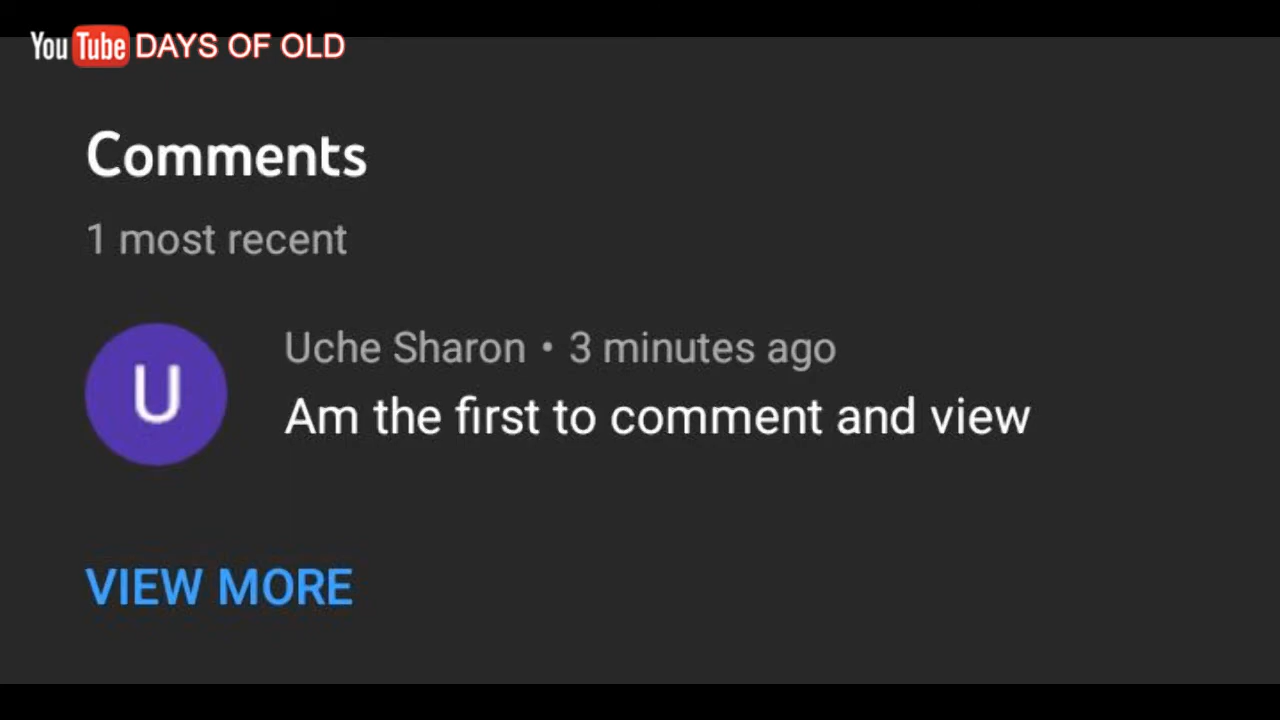 YouTube DAYS OF OLD
Comments
1 most recent
U
Uche Sharon • 3 minutes ago
Am the first to comment and view
VIEW MORE